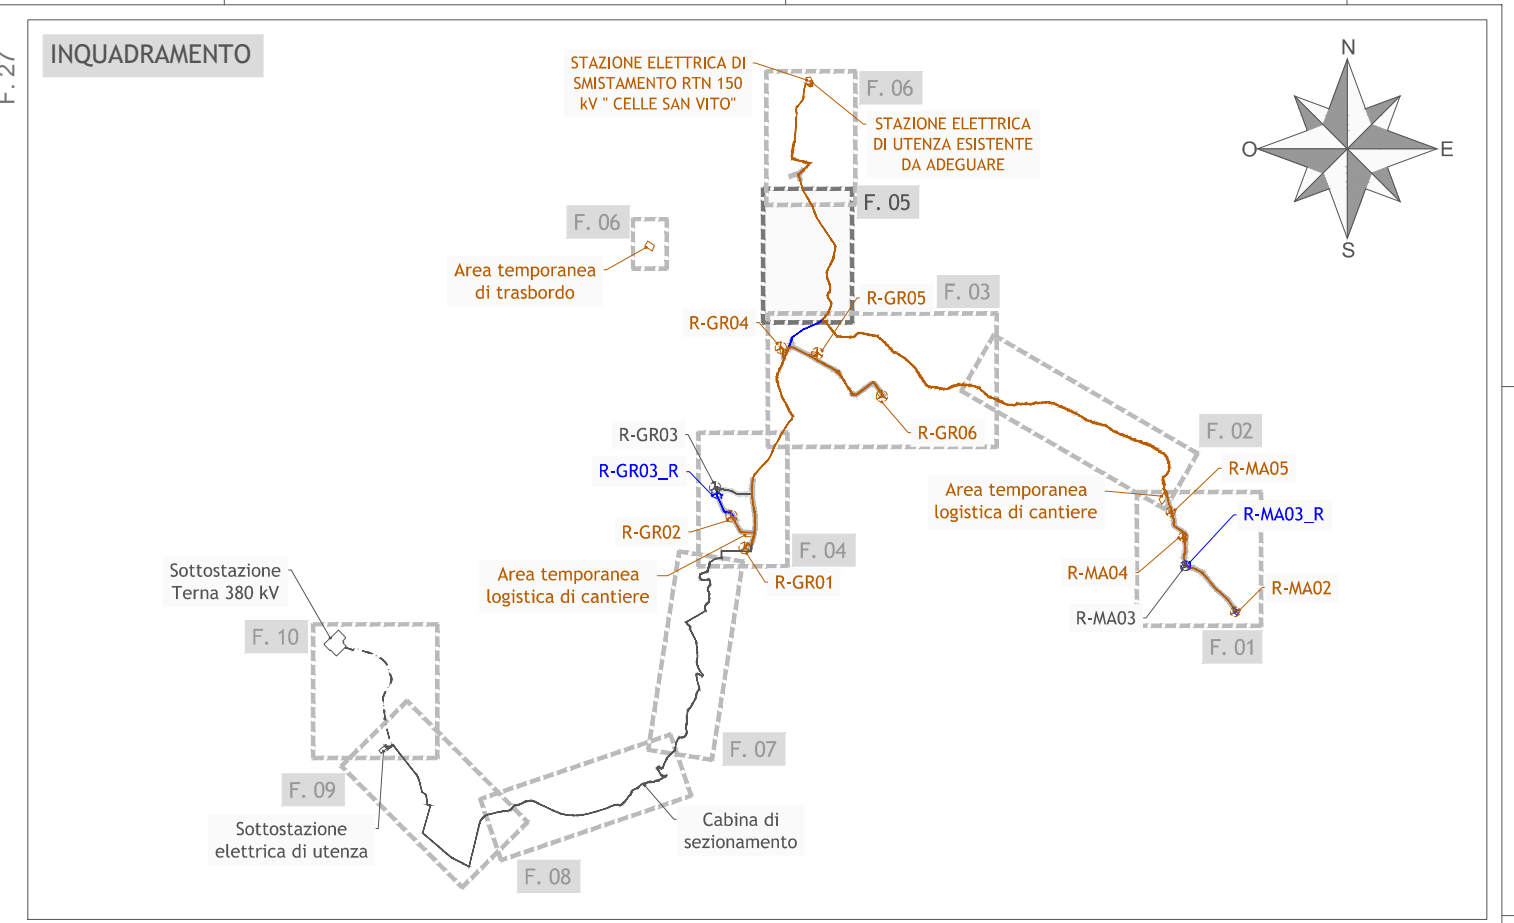 F. 27
INQUADRAMENTO
STAZIONE ELETTRICA DI
SMISTAMENTO RTN 150
kV " CELLE SAN VITO"
F. 06
STAZIONE ELETTRICA
DI UTENZA ESISTENTE
DA ADEGUARE
N
O
E
S
F. 05
F. 06
Area temporanea
di trasbordo
R-GR05
F. 03
R-GR04
R-GR06
R-GR03
R-GR03_R
R-GR02
F. 04
Area temporanea
logistica di cantiere
R-GR01
F. 02
R-MA05
Area temporanea
logistica di cantiere
R-MA03_R
R-MA04
R-MA02
R-MA03
F. 01
Sottostazione
Terna 380 kV
F. 10
F. 07
F. 09
Sottostazione
elettrica di utenza
Cabina di
sezionamento
F. 08